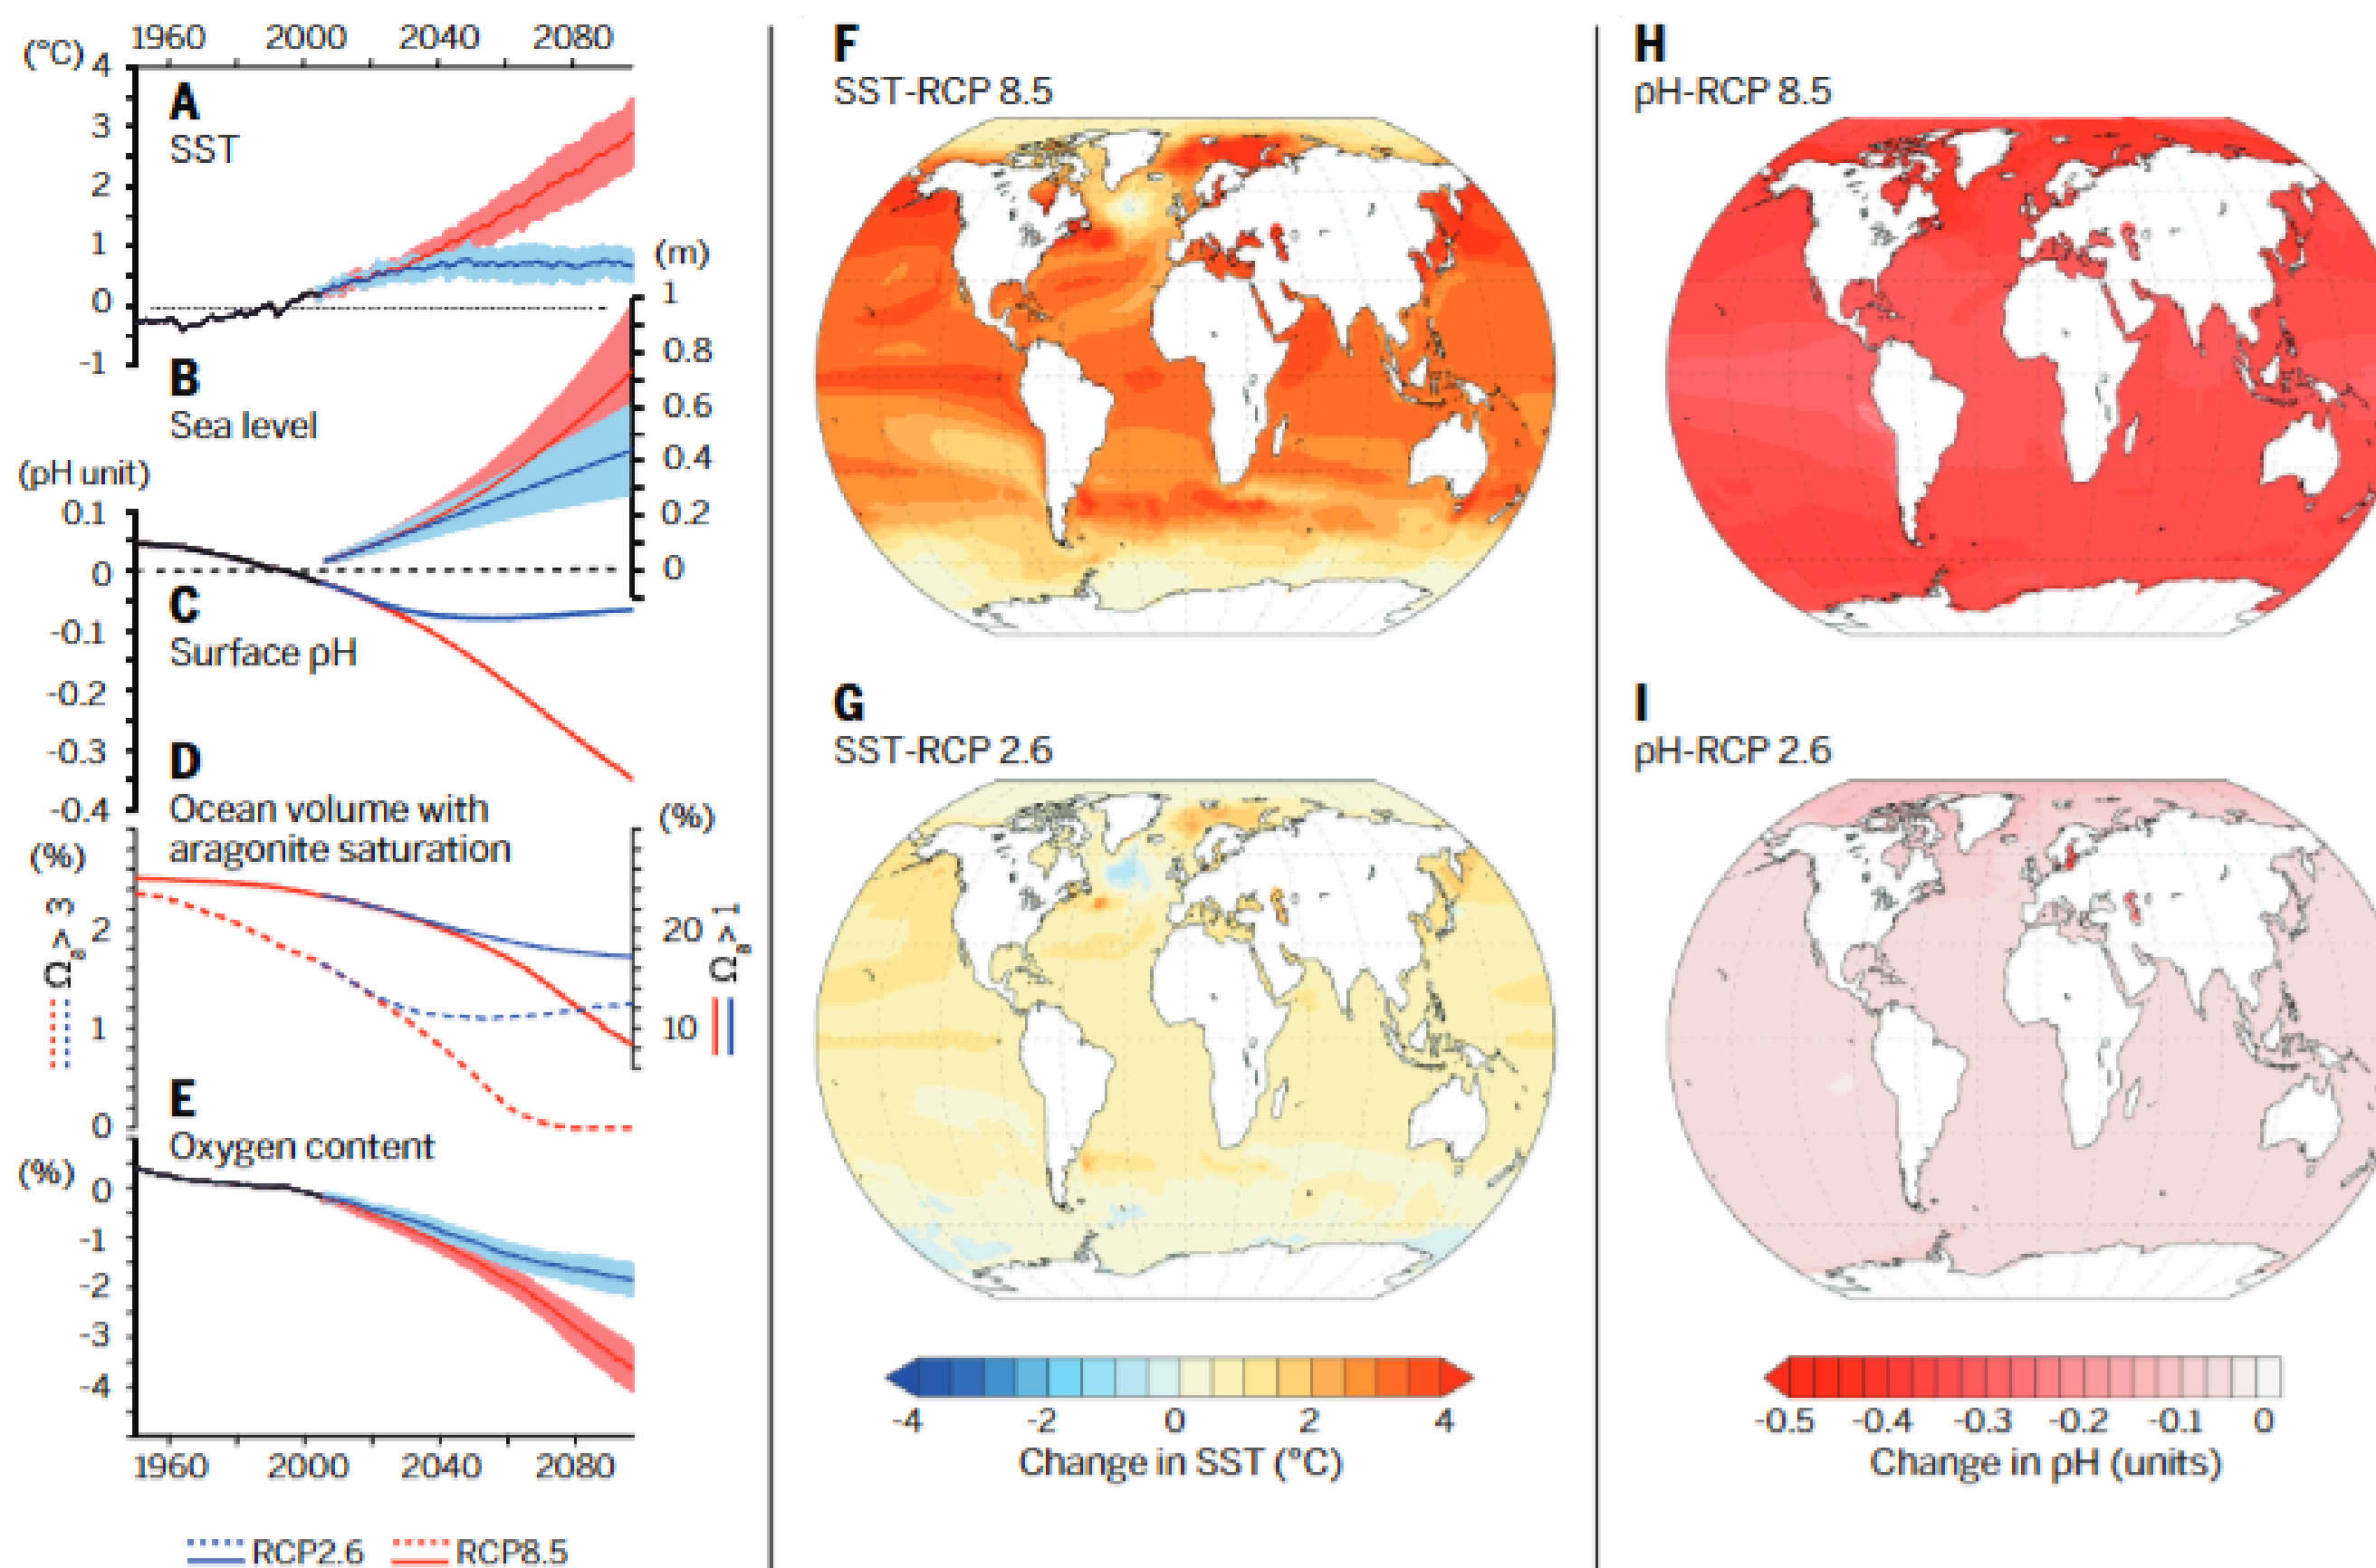 1960 2000 2040 2080
(°C)
4
A
SST
3
2
1
0
-1
(m)
1
0.8
0.6
0.4
0.2
0
B
Sea level
(pH unit)
0.1
0
-0.1
-0.2
-0.3
-0.4
C
Surface pH
D
Ocean volume with
aragonite saturation
(%)
Ωa > 3
2
1
0
(%)
20
10
Ωa > 1
E
Oxygen content
(%)
0
-1
-2
-3
-4
1960 2000 2040 2080
RCP2.6 RCP8.5
F
SST-RCP 8.5
G
SST-RCP 2.6
-4 -2 0 2 4
Change in SST (°C)
H
pH-RCP 8.5
I
pH-RCP 2.6
-0.5 -0.4 -0.3 -0.2 -0.1 0
Change in pH (units)